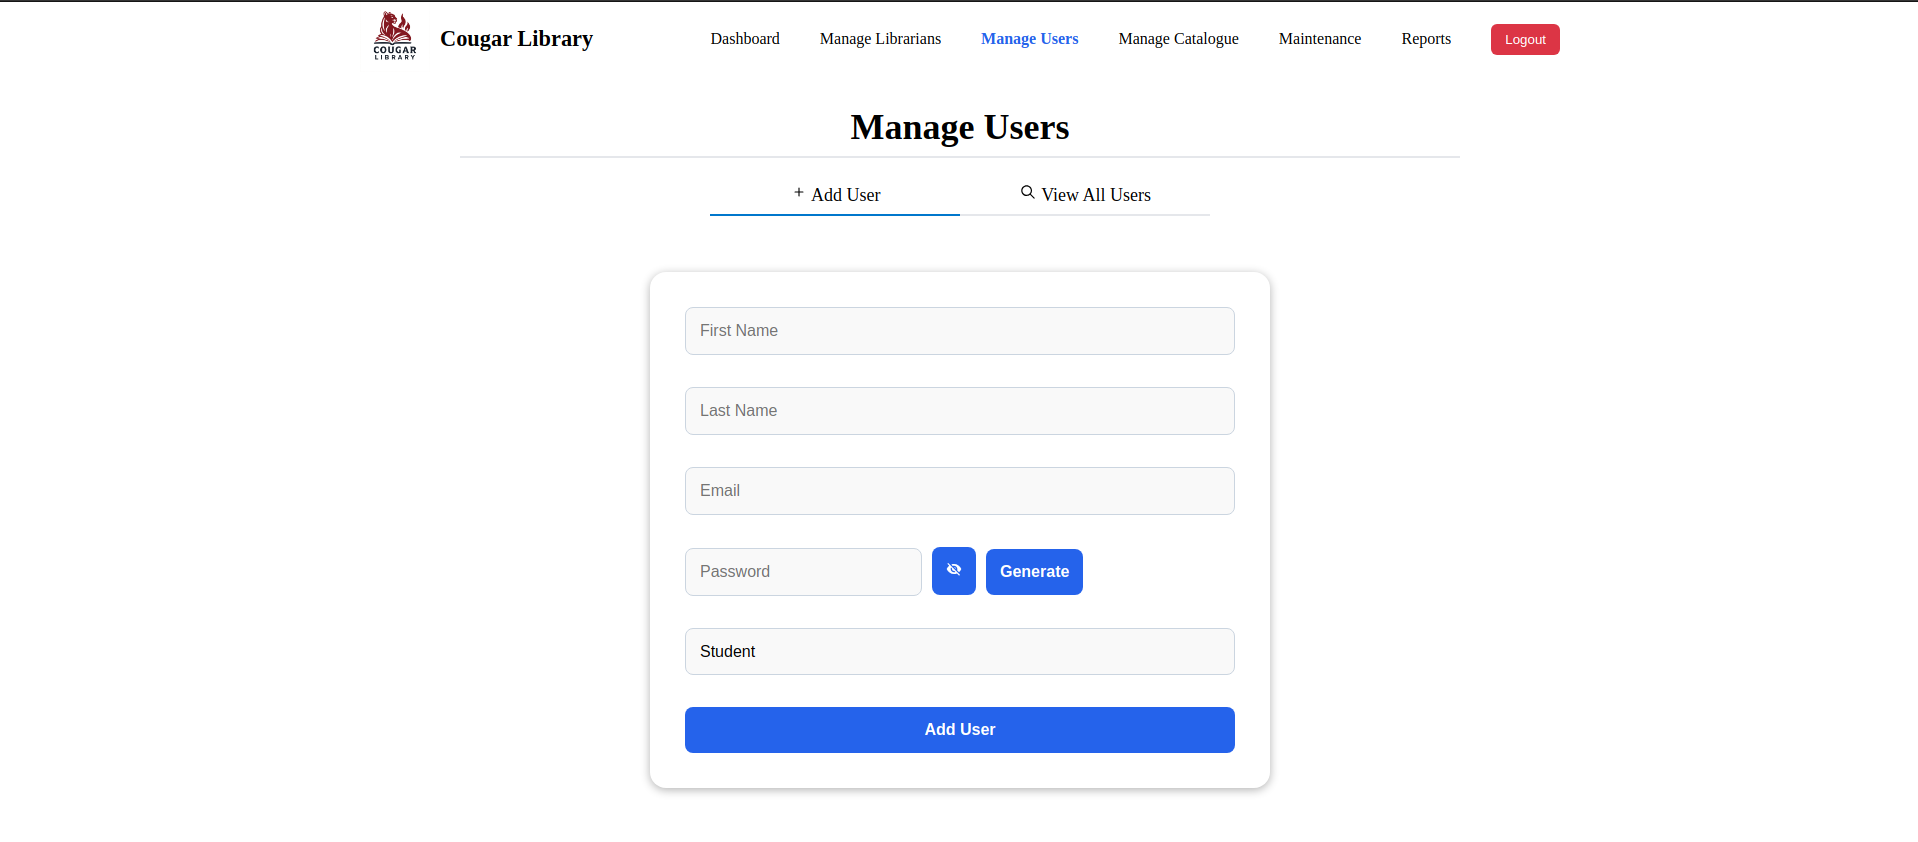 COUGAR
LIBRARY
Cougar Library
Dashboard
Manage Librarians
Manage Users
Manage Catalogue
Maintenance
Reports
Logout
Manage Users
+ Add User
View All Users
First Name
Last Name
Email
Password
Generate
Student
Add User